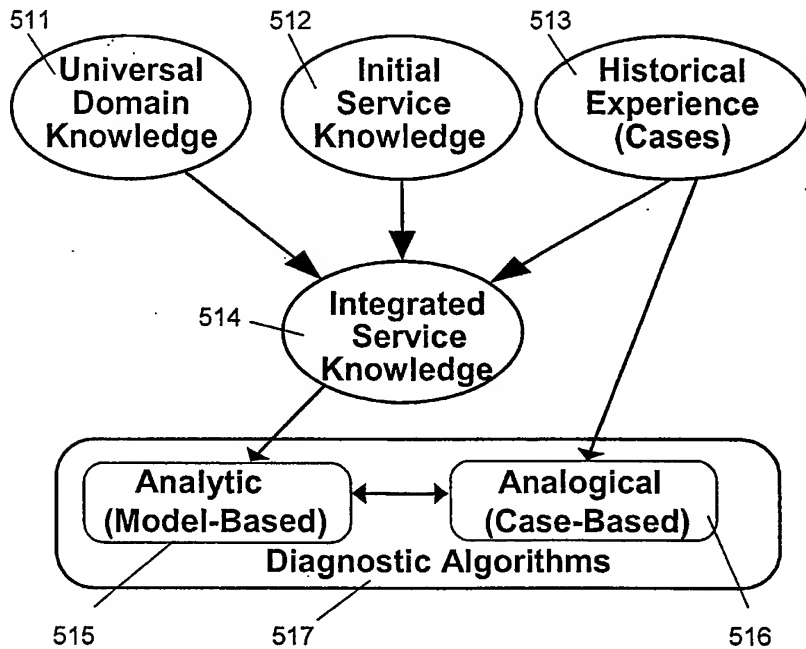 511
512
513
Universal
Domain
Knowledge
Initial
Service
Knowledge
Historical
Experience
(Cases)
514
Integrated
Service
Knowledge
Analytic
(Model-Based)
Analogical
(Case-Based)
Diagnostic Algorithms
515
517
516